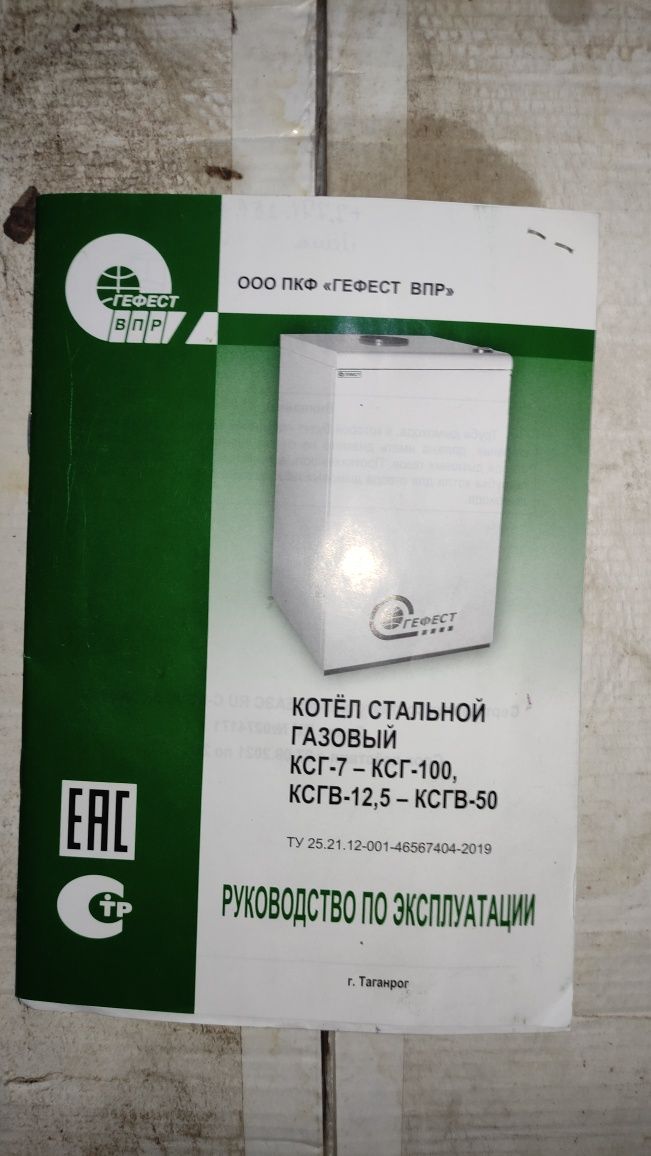 ГЕФЕСТ
ВПР
ООО ПКФ «ГЕФЕСТ ВПР»
ГЕФЕСТ
КОТЁЛ СТАЛЬНОЙ
ГАЗОВЫЙ
КСГ-7 – КСГ-100,
КСГВ-12,5 – КСГВ-50
ТУ 25.21.12-001-46567404-2019
EAC
СТР
РУКОВОДСТВО ПО ЭКСПЛУАТАЦИИ
г. Таганрог